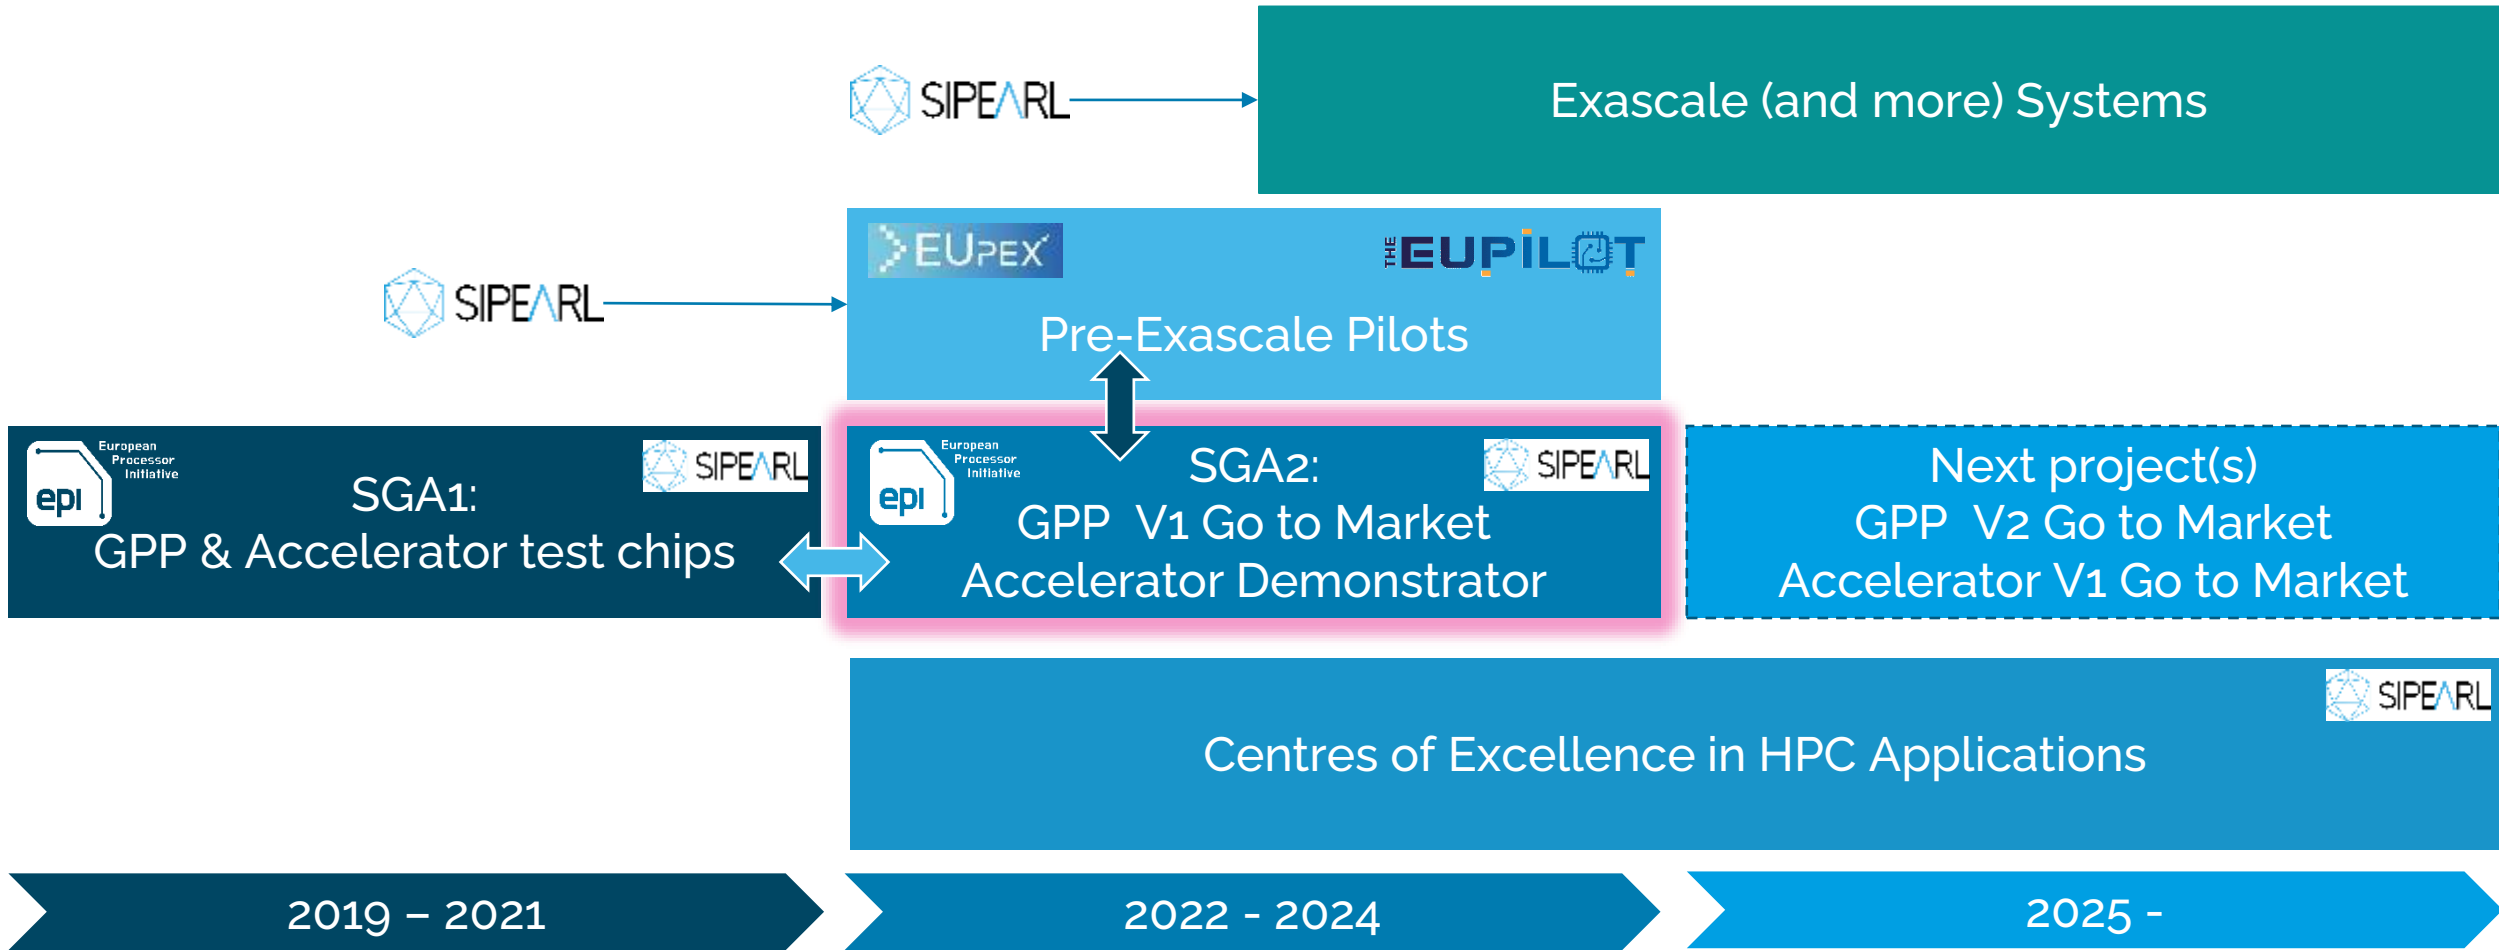 SIPEARL
Exascale (and more) Systems
EUPEX
THE EUPILOT
SIPEARL
Pre-Exascale Pilots
European
Processor
Initiative
epi
SIPEARL
SGA1:
GPP & Accelerator test chips
European
Processor
Initiative
epi
SIPEARL
SGA2:
GPP V1 Go to Market
Accelerator Demonstrator
Next project(s)
GPP V2 Go to Market
Accelerator V1 Go to Market
SIPEARL
Centres of Excellence in HPC Applications
2019 – 2021
2022 - 2024
2025 -